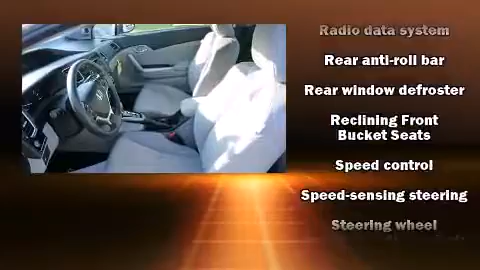 Radio data system
Rear anti-roll bar
Rear window defroster
Reclining Front
Bucket Seats
Speed control
Speed-sensing steering
Steering wheel